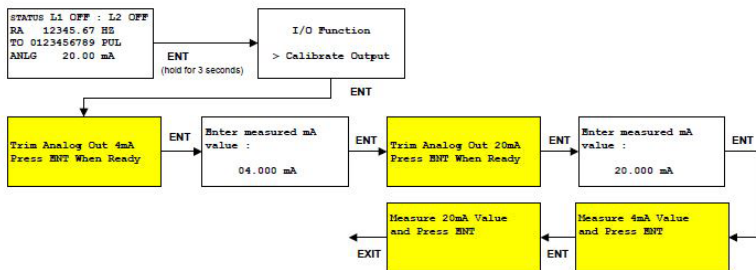 STATUS L1 OFF : L2 OFF
RA 12345.67 HZ
TO 0123456789 PUL
ANLG 20.00 mA
ENT
(hold for 3 seconds)
I/O Function
> Calibrate Output
ENT
Trim Analog Out 4mA
Press ENT When Ready
ENT
Enter measured mA
value :
04.000 mA
ENT
Trim Analog Out 20mA
Press ENT When Ready
ENT
Enter measured mA
value :
20.000 mA
ENT
Measure 4mA Value
and Press ENT
ENT
Measure 20mA Value
and Press ENT
EXIT